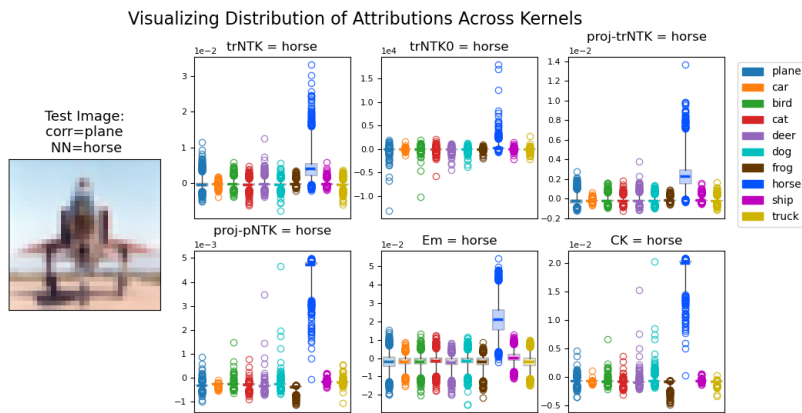 Visualizing Distribution of Attributions Across Kernels
Test Image:
corr=plane
NN=horse
trNTK = horse
1e−2
3
2
1
0
trNTK0 = horse
1e4
1.5
1.0
0.5
0.0
−0.5
−1.0
proj-trNTK = horse
1e−2
1.4
1.2
1.0
0.8
0.6
0.4
0.2
0.0
−0.2
plane
car
bird
cat
deer
dog
frog
horse
ship
truck
proj-pNTK = horse
1e−3
5
4
3
2
1
0
−1
Em = horse
1e−2
5
4
3
2
1
0
−1
−2
CK = horse
1e−2
2.0
1.5
1.0
0.5
0.0
−0.5